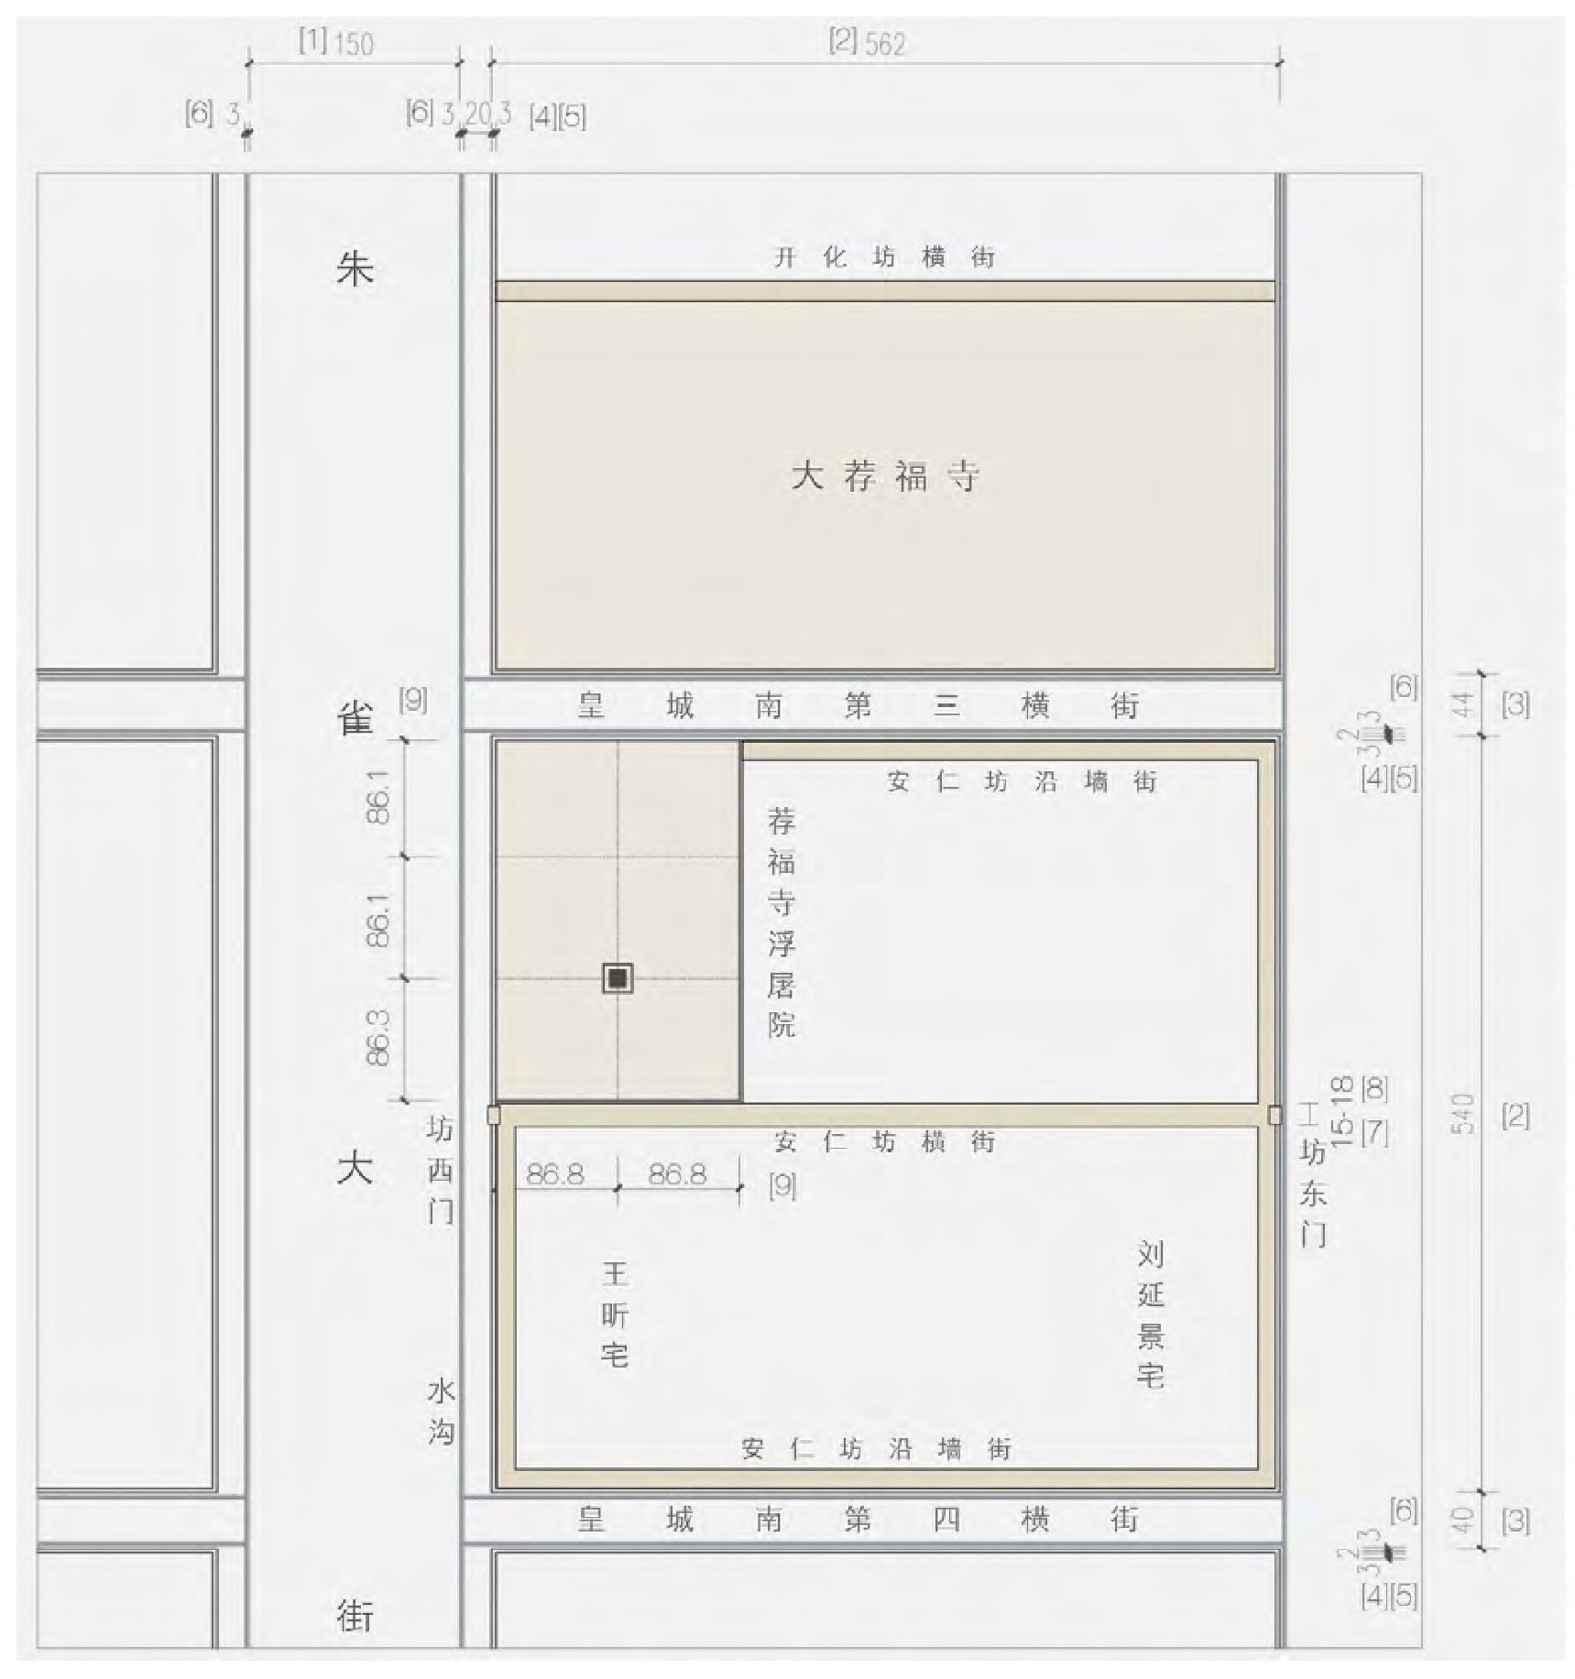 [1] 150
[2] 562
[6] 3
[6] 3 20 3 [4][5]
朱雀大街
开化坊横街
大荐福寺
皇城南第三横街
[9]
86.1
86.1
86.3
安仁坊沿墙街
荐福寺浮屠院
[6]
3
2
3
[4][5]
44 [3]
坊西门
安仁坊横街
86.8 86.8 [9]
15-18 [8]
[7]
坊东门
540 [2]
王昕宅
刘延景宅
水沟
安仁坊沿墙街
皇城南第四横街
[6]
3
2
3
[4][5]
40 [3]